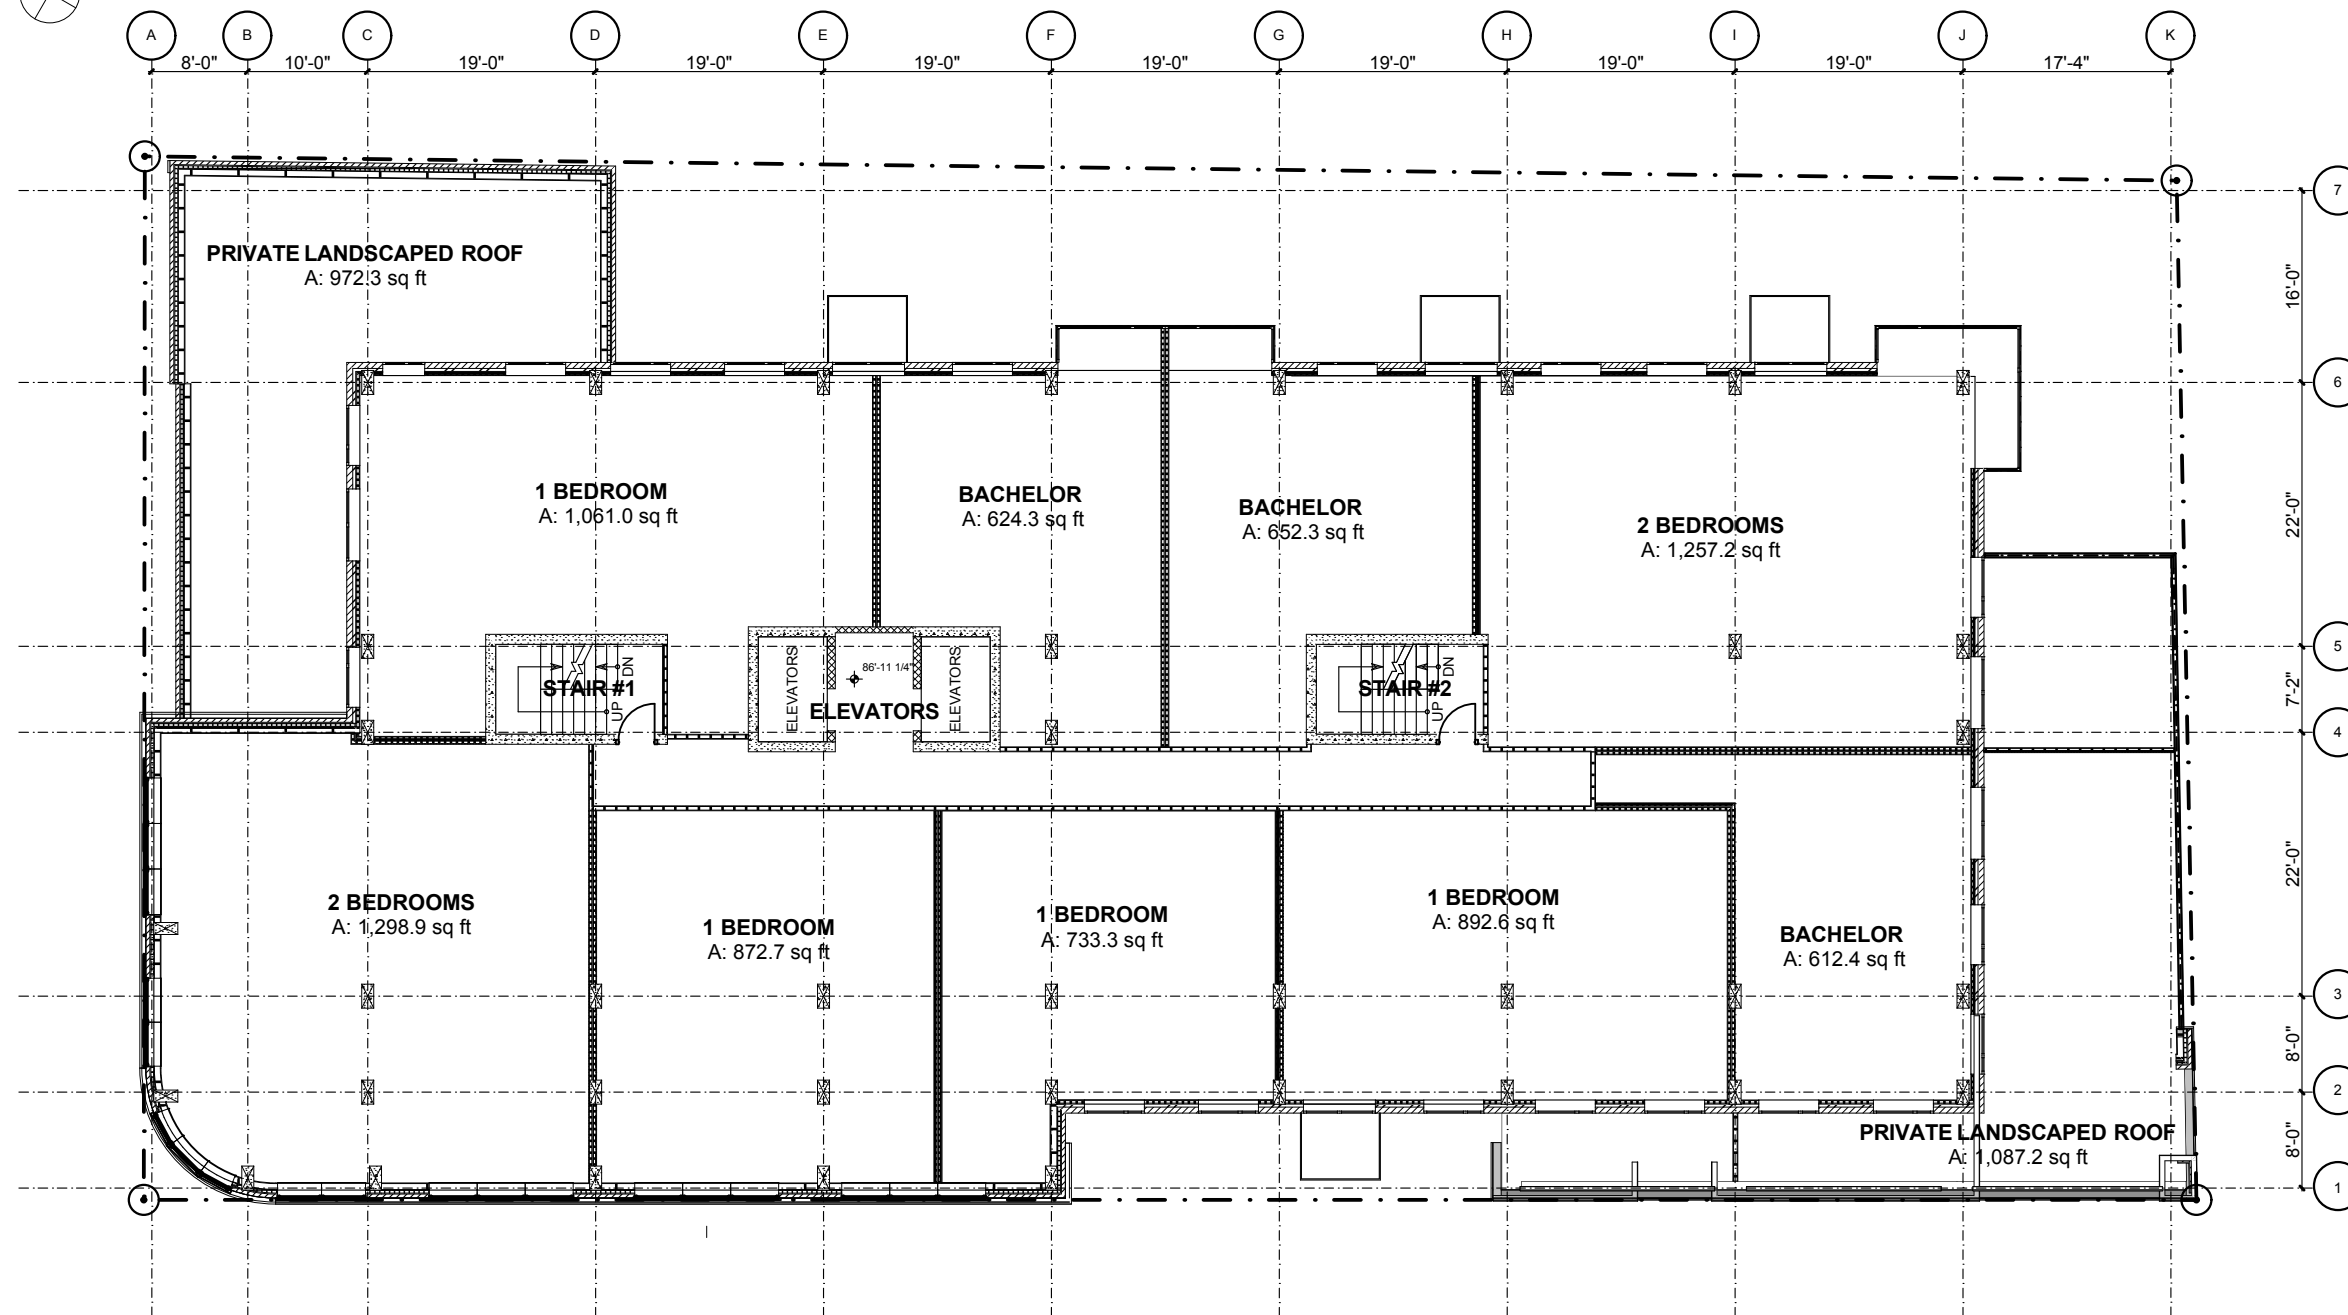 A B C D E F G H I J K
8'-0" 10'-0" 19'-0" 19'-0" 19'-0" 19'-0" 19'-0" 19'-0" 19'-0" 17'-4"
7
PRIVATE LANDSCAPED ROOF
A: 972.3 sq ft
16'-0"
6
1 BEDROOM
A: 1,061.0 sq ft
BACHELOR
A: 624.3 sq ft
BACHELOR
A: 652.3 sq ft
2 BEDROOMS
A: 1,257.2 sq ft
22'-0"
5
STAIR #1
UP
DN
ELEVATORS
86'-11 1/4"
ELEVATORS
ELEVATORS
STAIR #2
UP
DN
7'-2"
4
2 BEDROOMS
A: 1,298.9 sq ft
1 BEDROOM
A: 872.7 sq ft
1 BEDROOM
A: 733.3 sq ft
1 BEDROOM
A: 892.6 sq ft
BACHELOR
A: 612.4 sq ft
22'-0"
3
8'-0"
2
PRIVATE LANDSCAPED ROOF
A: 1,087.2 sq ft
8'-0"
1